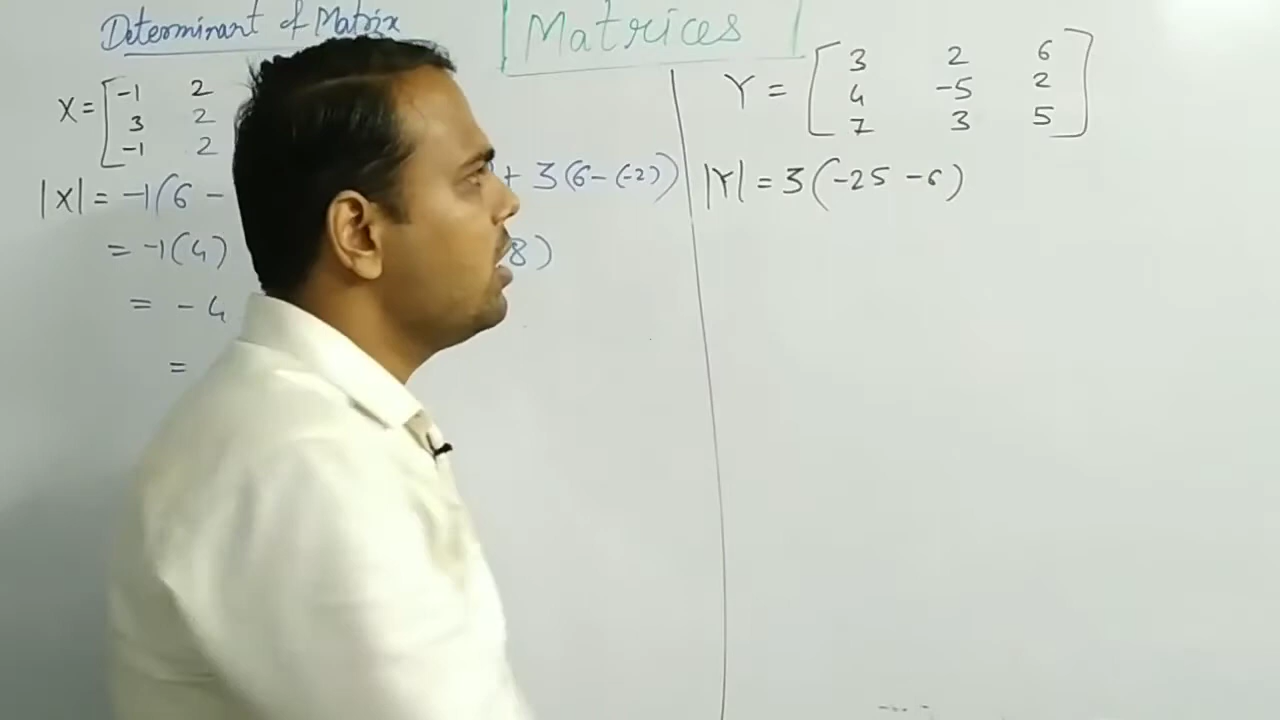 Determinant of Matrix
Matrices
X = [ -1 2
3 2
-1 2
|X| = -1(6 - + 3(6-(-2))
= -1(4) 8)
= - 4
=
Y = [ 3 2 6
4 -5 2
7 3 5 ]
|Y| = 3(-25 -6)